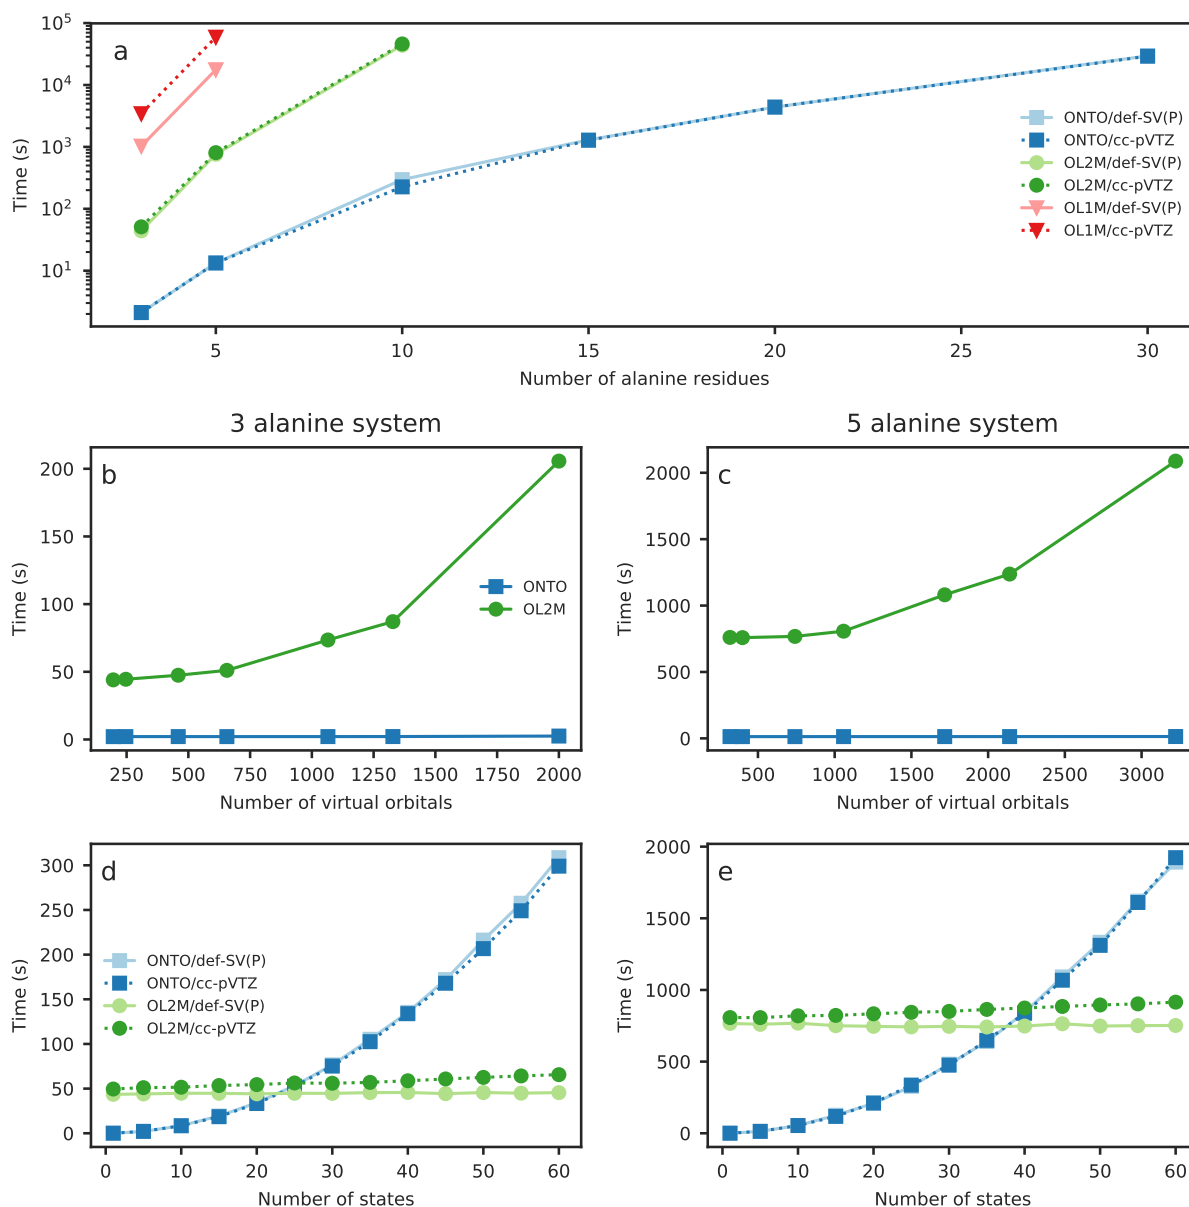 a
Time (s)
10^5
10^4
10^3
10^2
10^1
5
10
15
20
25
30
Number of alanine residues
ONTO/def-SV(P)
ONTO/cc-pVTZ
OL2M/def-SV(P)
OL2M/cc-pVTZ
OL1M/def-SV(P)
OL1M/cc-pVTZ
3 alanine system
b
Time (s)
200
150
100
50
0
250
500
750
1000
1250
1500
1750
2000
Number of virtual orbitals
ONTO
OL2M
5 alanine system
c
Time (s)
2000
1500
1000
500
0
500
1000
1500
2000
2500
3000
Number of virtual orbitals
d
Time (s)
300
250
200
150
100
50
0
0
10
20
30
40
50
60
Number of states
ONTO/def-SV(P)
ONTO/cc-pVTZ
OL2M/def-SV(P)
OL2M/cc-pVTZ
e
Time (s)
2000
1500
1000
500
0
0
10
20
30
40
50
60
Number of states